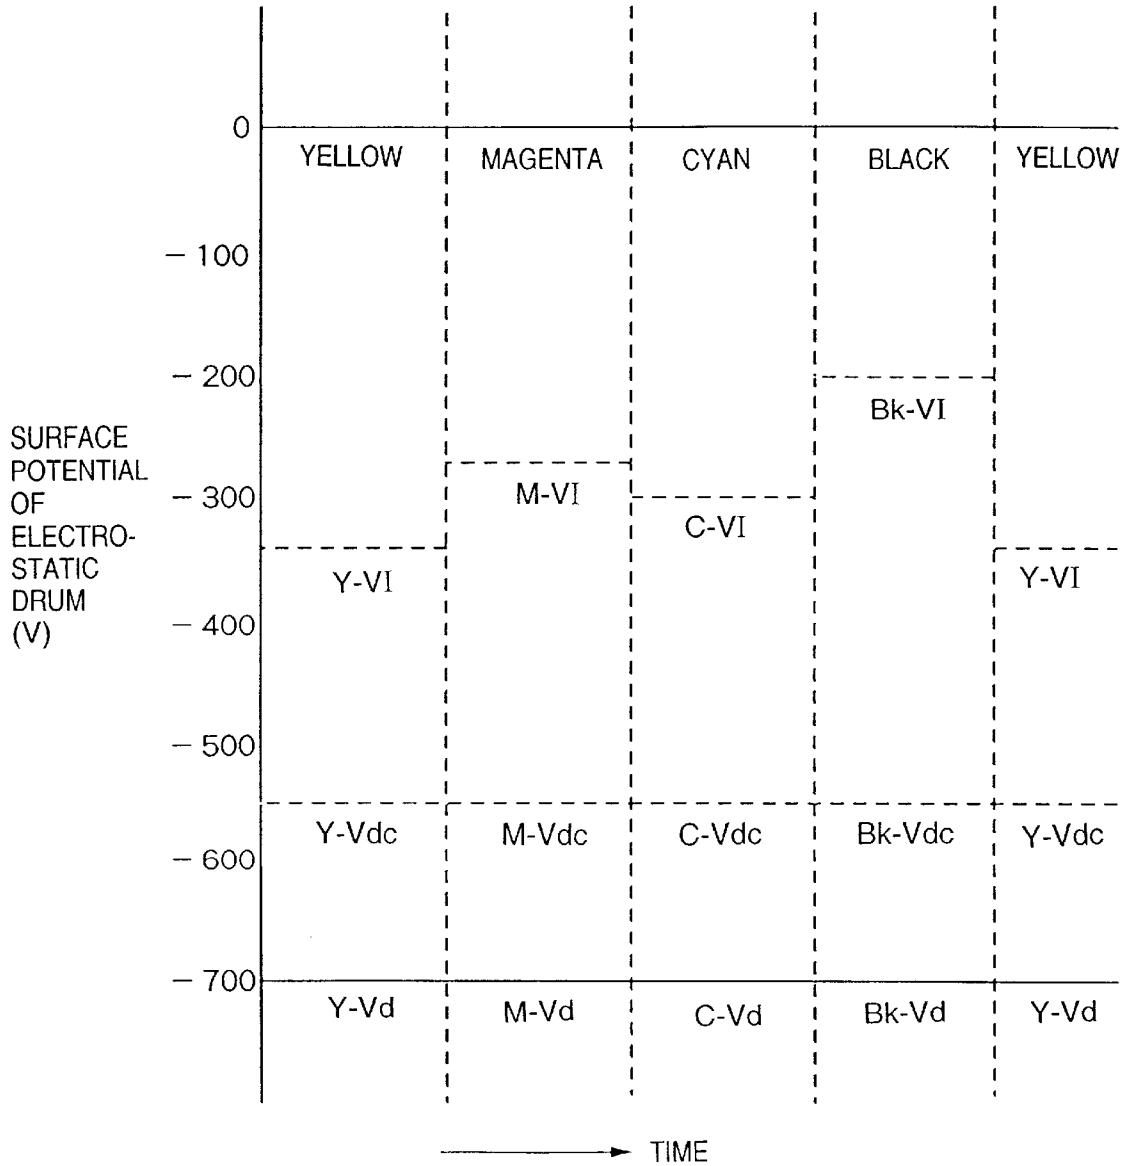 0
YELLOW MAGENTA CYAN BLACK YELLOW
− 100
− 200
Bk-VI
SURFACE
POTENTIAL
OF
ELECTRO-
STATIC
DRUM
(V)
M-VI
− 300
C-VI
Y-VI Y-VI
− 400
− 500
Y-Vdc M-Vdc C-Vdc Bk-Vdc Y-Vdc
− 600
− 700
Y-Vd M-Vd C-Vd Bk-Vd Y-Vd
TIME